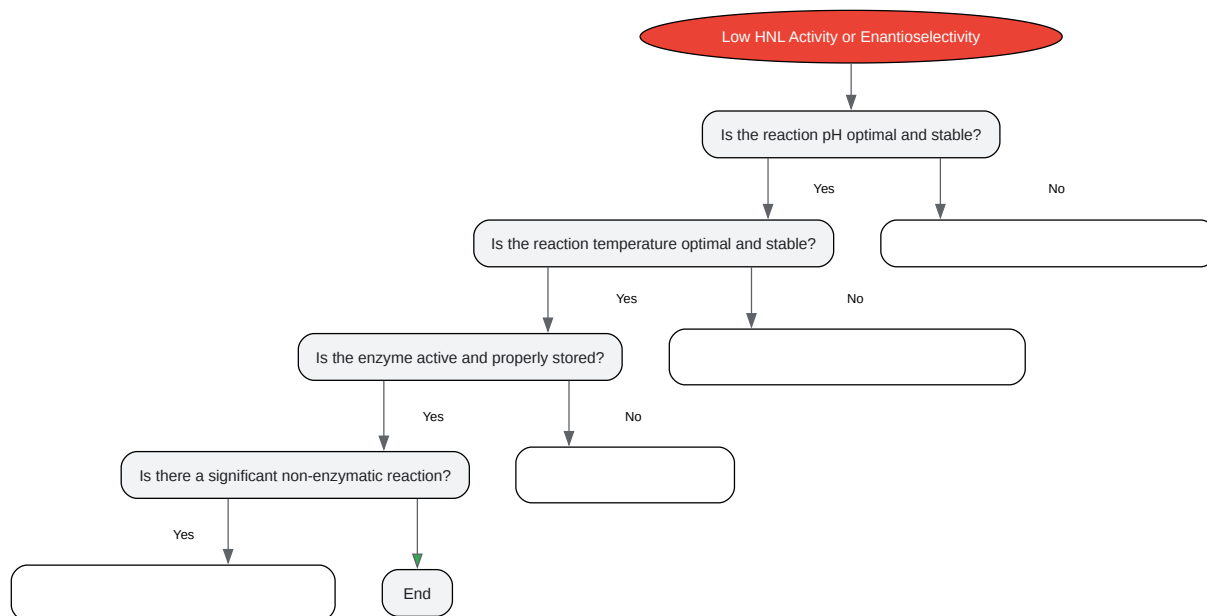 Low HNL Activity or Enantioselectivity
Is the reaction pH optimal and stable?
Yes
No
Is the reaction temperature optimal and stable?
Yes
No
Is the enzyme active and properly stored?
Yes
No
Is there a significant non-enzymatic reaction?
Yes
End